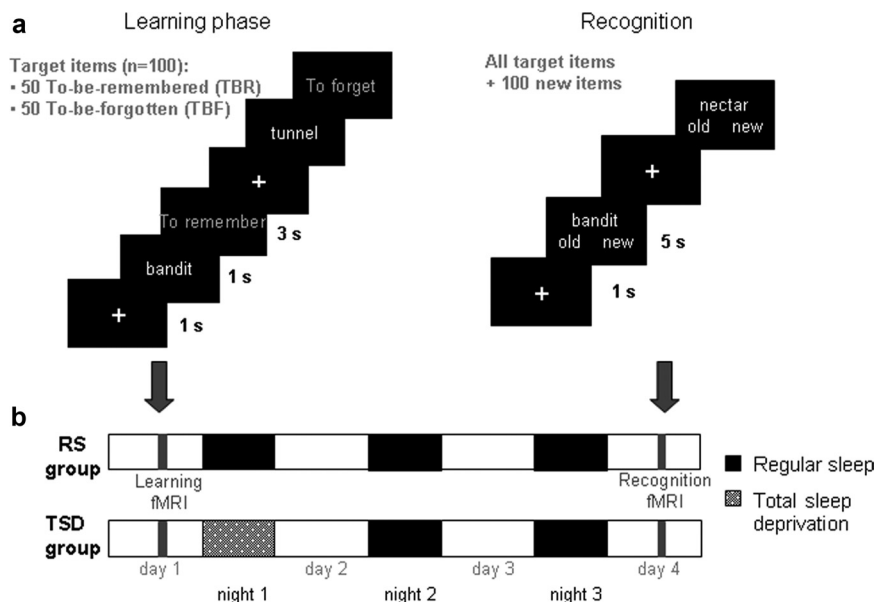 a
Learning phase
Recognition
Target items (n=100):
▪ 50 To-be-remembered (TBR)
▪ 50 To-be-forgotten (TBF)
To forget
tunnel
+
To remember
3 s
bandit
1 s
+
1 s
All target items
+ 100 new items
nectar
old new
+
bandit
old new
5 s
+
1 s
b
RS
group
Learning
fMRI
Recognition
fMRI
Regular sleep
Total sleep
deprivation
TSD
group
day 1
day 2
day 3
day 4
night 1
night 2
night 3